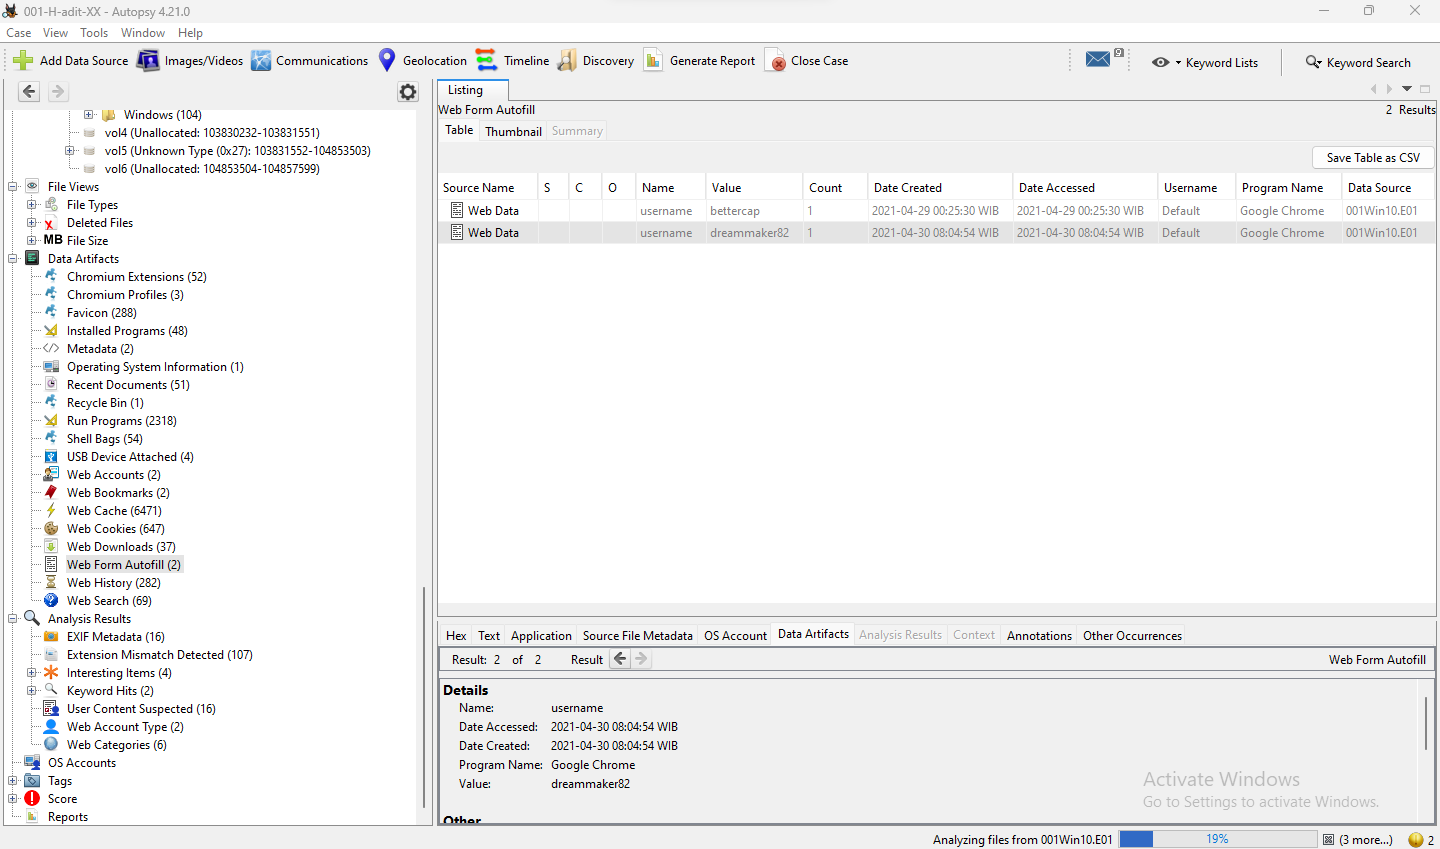 001-H-adit-XX - Autopsy 4.21.0
Case View Tools Window Help
Add Data Source Images/Videos Communications Geolocation Timeline Discovery Generate Report Close Case 9 Keyword Lists Keyword Search
Windows (104)
vol4 (Unallocated: 103830232-103831551)
vol5 (Unknown Type (0x27): 103831552-104853503)
vol6 (Unallocated: 104853504-104857599)
File Views
File Types
Deleted Files
MB File Size
Data Artifacts
Chromium Extensions (52)
Chromium Profiles (3)
Favicon (288)
Installed Programs (48)
Metadata (2)
Operating System Information (1)
Recent Documents (51)
Recycle Bin (1)
Run Programs (2318)
Shell Bags (54)
USB Device Attached (4)
Web Accounts (2)
Web Bookmarks (2)
Web Cache (6471)
Web Cookies (647)
Web Downloads (37)
Web Form Autofill (2)
Web History (282)
Web Search (69)
Analysis Results
EXIF Metadata (16)
Extension Mismatch Detected (107)
Interesting Items (4)
Keyword Hits (2)
User Content Suspected (16)
Web Account Type (2)
Web Categories (6)
OS Accounts
Tags
Score
Reports
Listing
Web Form Autofill 2 Results
Table Thumbnail Summary
Save Table as CSV
Source Name S C O Name Value Count Date Created Date Accessed Username Program Name Data Source
Web Data username bettercap 1 2021-04-29 00:25:30 WIB 2021-04-29 00:25:30 WIB Default Google Chrome 001Win10.E01
Web Data username dreammaker82 1 2021-04-30 08:04:54 WIB 2021-04-30 08:04:54 WIB Default Google Chrome 001Win10.E01
Hex Text Application Source File Metadata OS Account Data Artifacts Analysis Results Context Annotations Other Occurrences
Result: 2 of 2 Result Web Form Autofill
Details
Name: username
Date Accessed: 2021-04-30 08:04:54 WIB
Date Created: 2021-04-30 08:04:54 WIB
Program Name: Google Chrome
Value: dreammaker82
Other
Activate Windows
Go to Settings to activate Windows.
Analyzing files from 001Win10.E01 19% (3 more...) 2